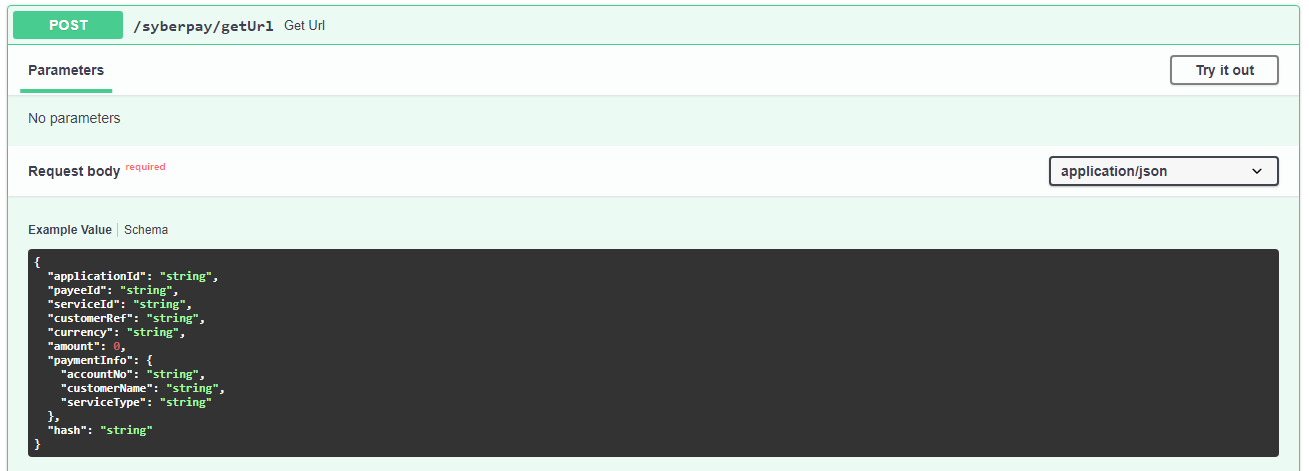 POST /syberpay/getUrl Get Url
Parameters Try it out
No parameters
Request body required application/json
Example Value Schema
{
  "applicationId": "string",
  "payeeId": "string",
  "serviceId": "string",
  "customerRef": "string",
  "currency": "string",
  "amount": 0,
  "paymentInfo": {
    "accountNo": "string",
    "customerName": "string",
    "serviceType": "string"
  },
  "hash": "string"
}